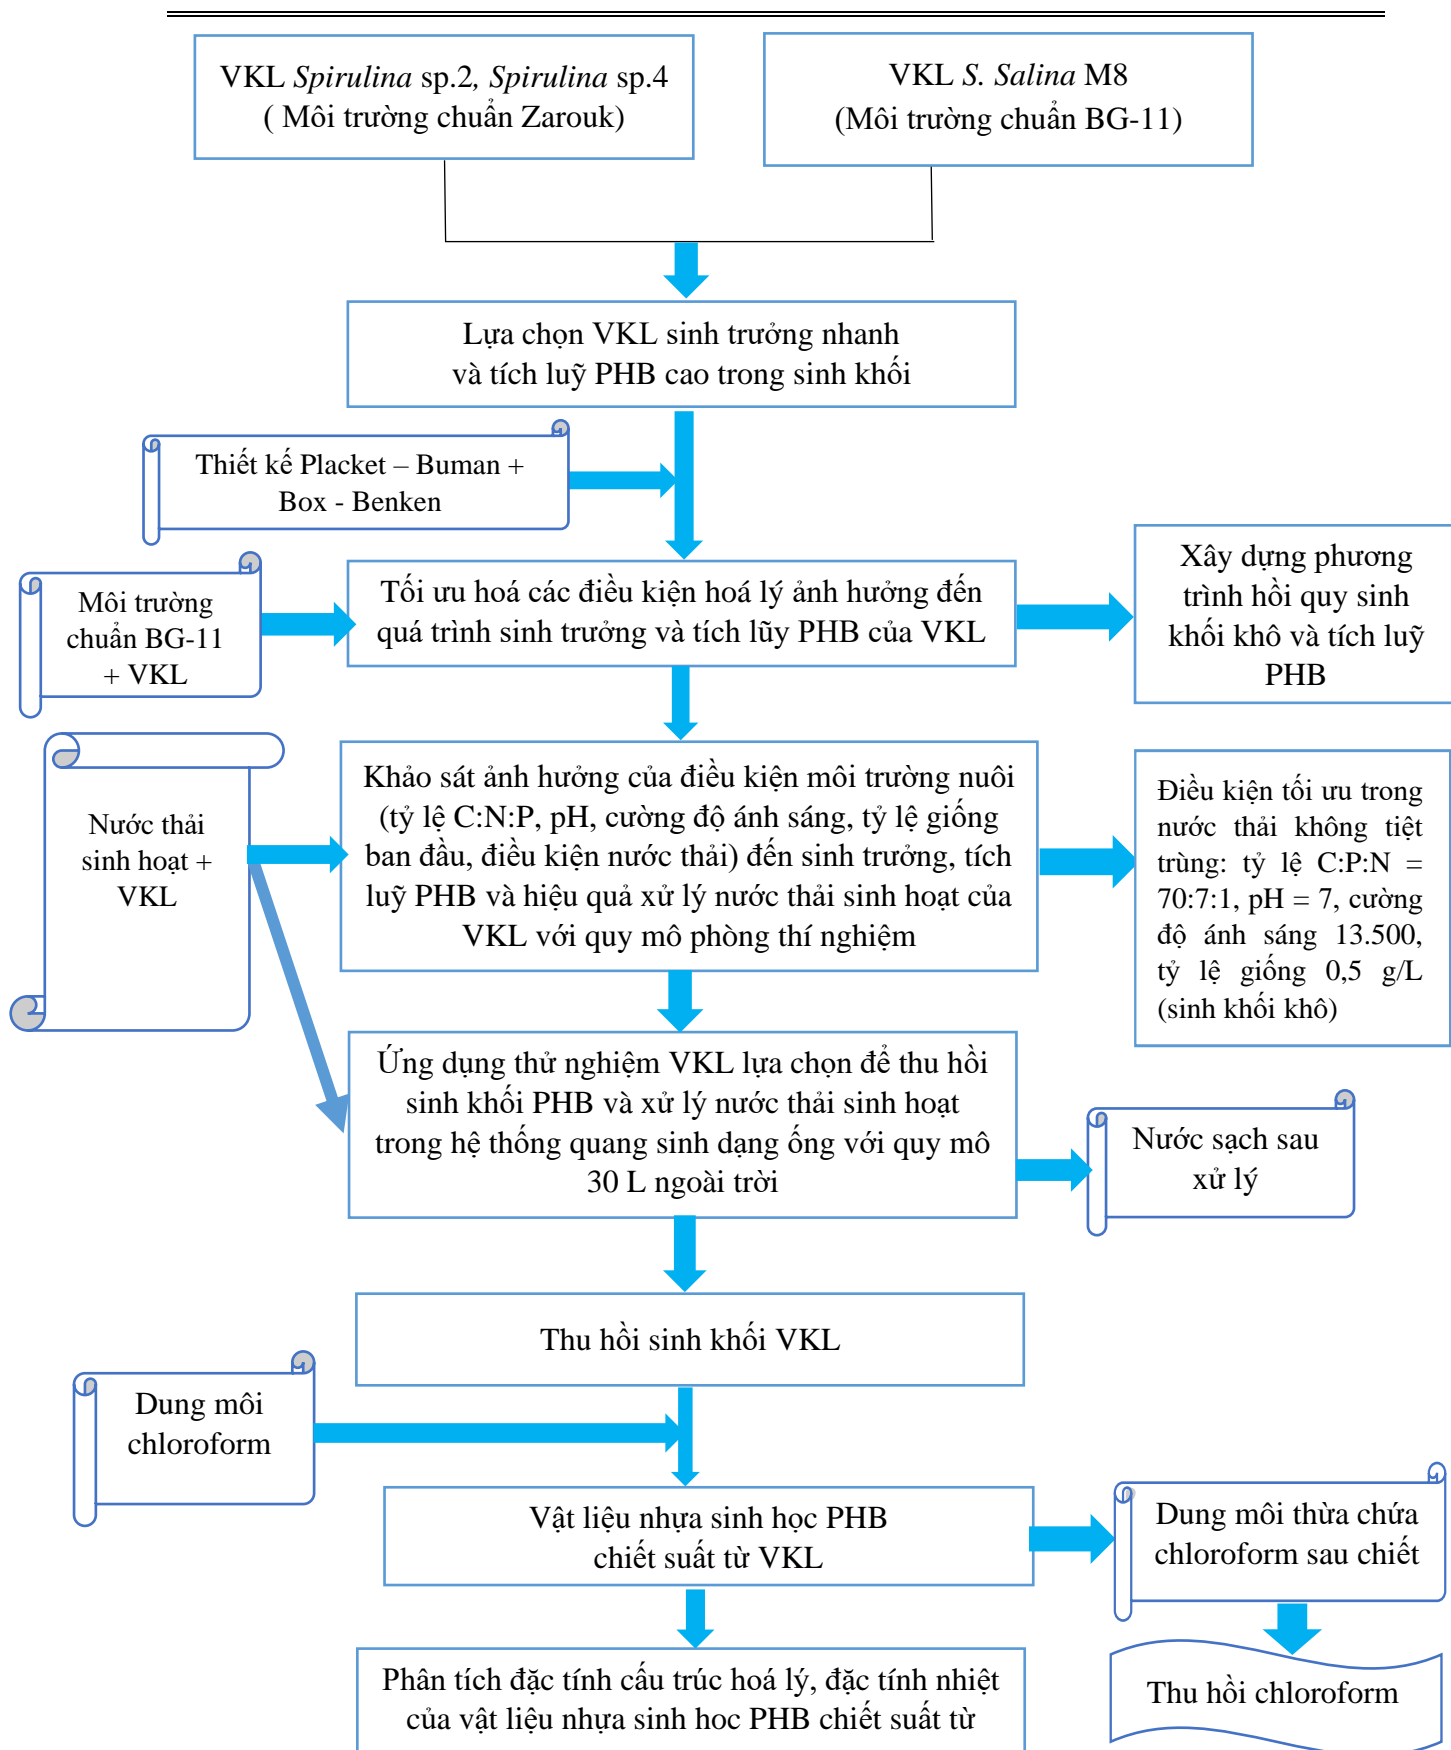 VKL Spirulina sp.2, Spirulina sp.4
( Môi trường chuẩn Zarouk)
VKL S. Salina M8
(Môi trường chuẩn BG-11)
Lựa chọn VKL sinh trưởng nhanh
và tích luỹ PHB cao trong sinh khối
Thiết kế Placket – Buman +
Box - Benken
Môi trường
chuẩn BG-11
+ VKL
Tối ưu hoá các điều kiện hoá lý ảnh hưởng đến
quá trình sinh trưởng và tích lũy PHB của VKL
Xây dựng phương
trình hồi quy sinh
khối khô và tích luỹ
PHB
Nước thải
sinh hoạt +
VKL
Khảo sát ảnh hưởng của điều kiện môi trường nuôi
(tỷ lệ C:N:P, pH, cường độ ánh sáng, tỷ lệ giống
ban đầu, điều kiện nước thải) đến sinh trưởng, tích
luỹ PHB và hiệu quả xử lý nước thải sinh hoạt của
VKL với quy mô phòng thí nghiệm
Điều kiện tối ưu trong
nước thải không tiệt
trùng: tỷ lệ C:P:N =
70:7:1, pH = 7, cường
độ ánh sáng 13.500,
tỷ lệ giống 0,5 g/L
(sinh khối khô)
Ứng dụng thử nghiệm VKL lựa chọn để thu hồi
sinh khối PHB và xử lý nước thải sinh hoạt
trong hệ thống quang sinh dạng ống với quy mô
30 L ngoài trời
Nước sạch sau
xử lý
Thu hồi sinh khối VKL
Dung môi
chloroform
Vật liệu nhựa sinh học PHB
chiết suất từ VKL
Dung môi thừa chứa
chloroform sau chiết
Phân tích đặc tính cấu trúc hoá lý, đặc tính nhiệt
của vật liệu nhựa sinh hoc PHB chiết suất từ
Thu hồi chloroform